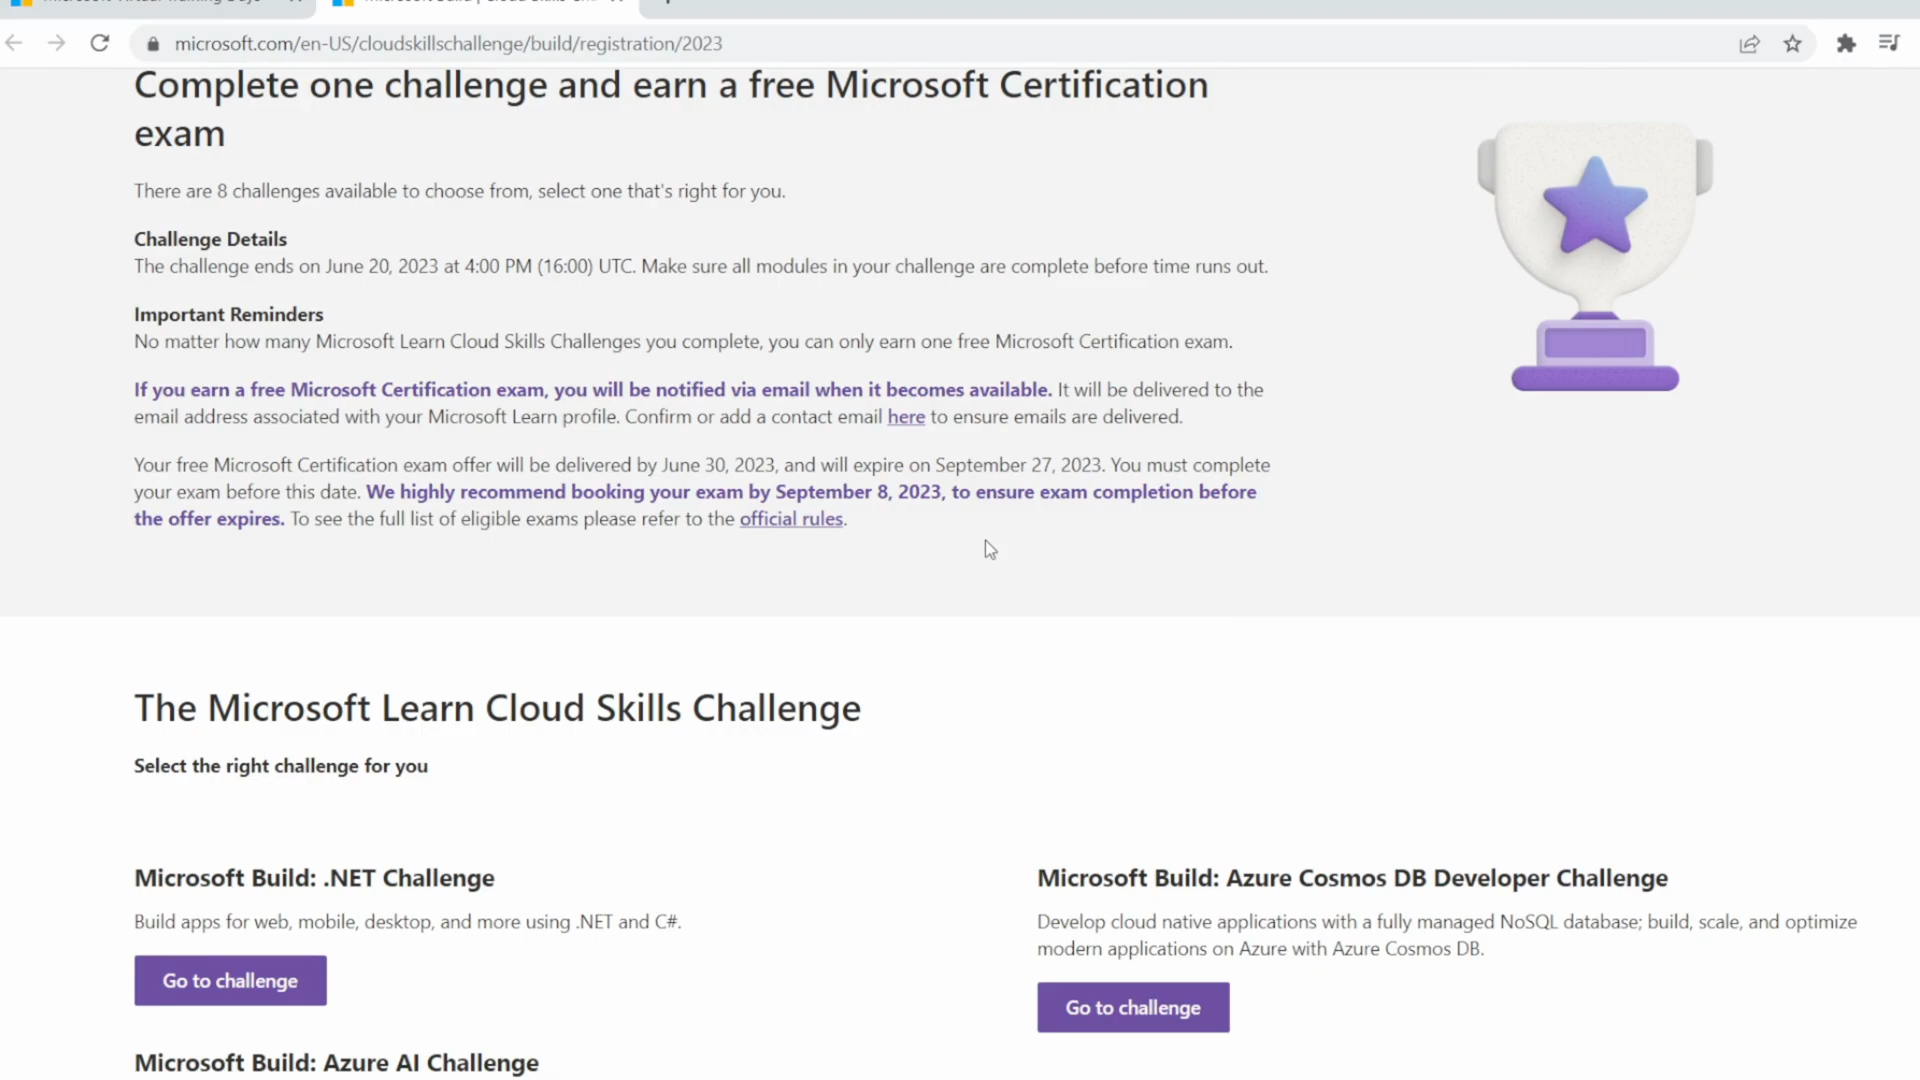 microsoft.com/en-US/cloudskillschallenge/build/registration/2023
Complete one challenge and earn a free Microsoft Certification
exam
There are 8 challenges available to choose from, select one that's right for you.
Challenge Details
The challenge ends on June 20, 2023 at 4:00 PM (16:00) UTC. Make sure all modules in your challenge are complete before time runs out.
Important Reminders
No matter how many Microsoft Learn Cloud Skills Challenges you complete, you can only earn one free Microsoft Certification exam.
If you earn a free Microsoft Certification exam, you will be notified via email when it becomes available. It will be delivered to the
email address associated with your Microsoft Learn profile. Confirm or add a contact email here to ensure emails are delivered.
Your free Microsoft Certification exam offer will be delivered by June 30, 2023, and will expire on September 27, 2023. You must complete
your exam before this date. We highly recommend booking your exam by September 8, 2023, to ensure exam completion before
the offer expires. To see the full list of eligible exams please refer to the official rules.
The Microsoft Learn Cloud Skills Challenge
Select the right challenge for you
Microsoft Build: .NET Challenge
Build apps for web, mobile, desktop, and more using .NET and C#.
Go to challenge
Microsoft Build: Azure Cosmos DB Developer Challenge
Develop cloud native applications with a fully managed NoSQL database; build, scale, and optimize
modern applications on Azure with Azure Cosmos DB.
Go to challenge
Microsoft Build: Azure AI Challenge